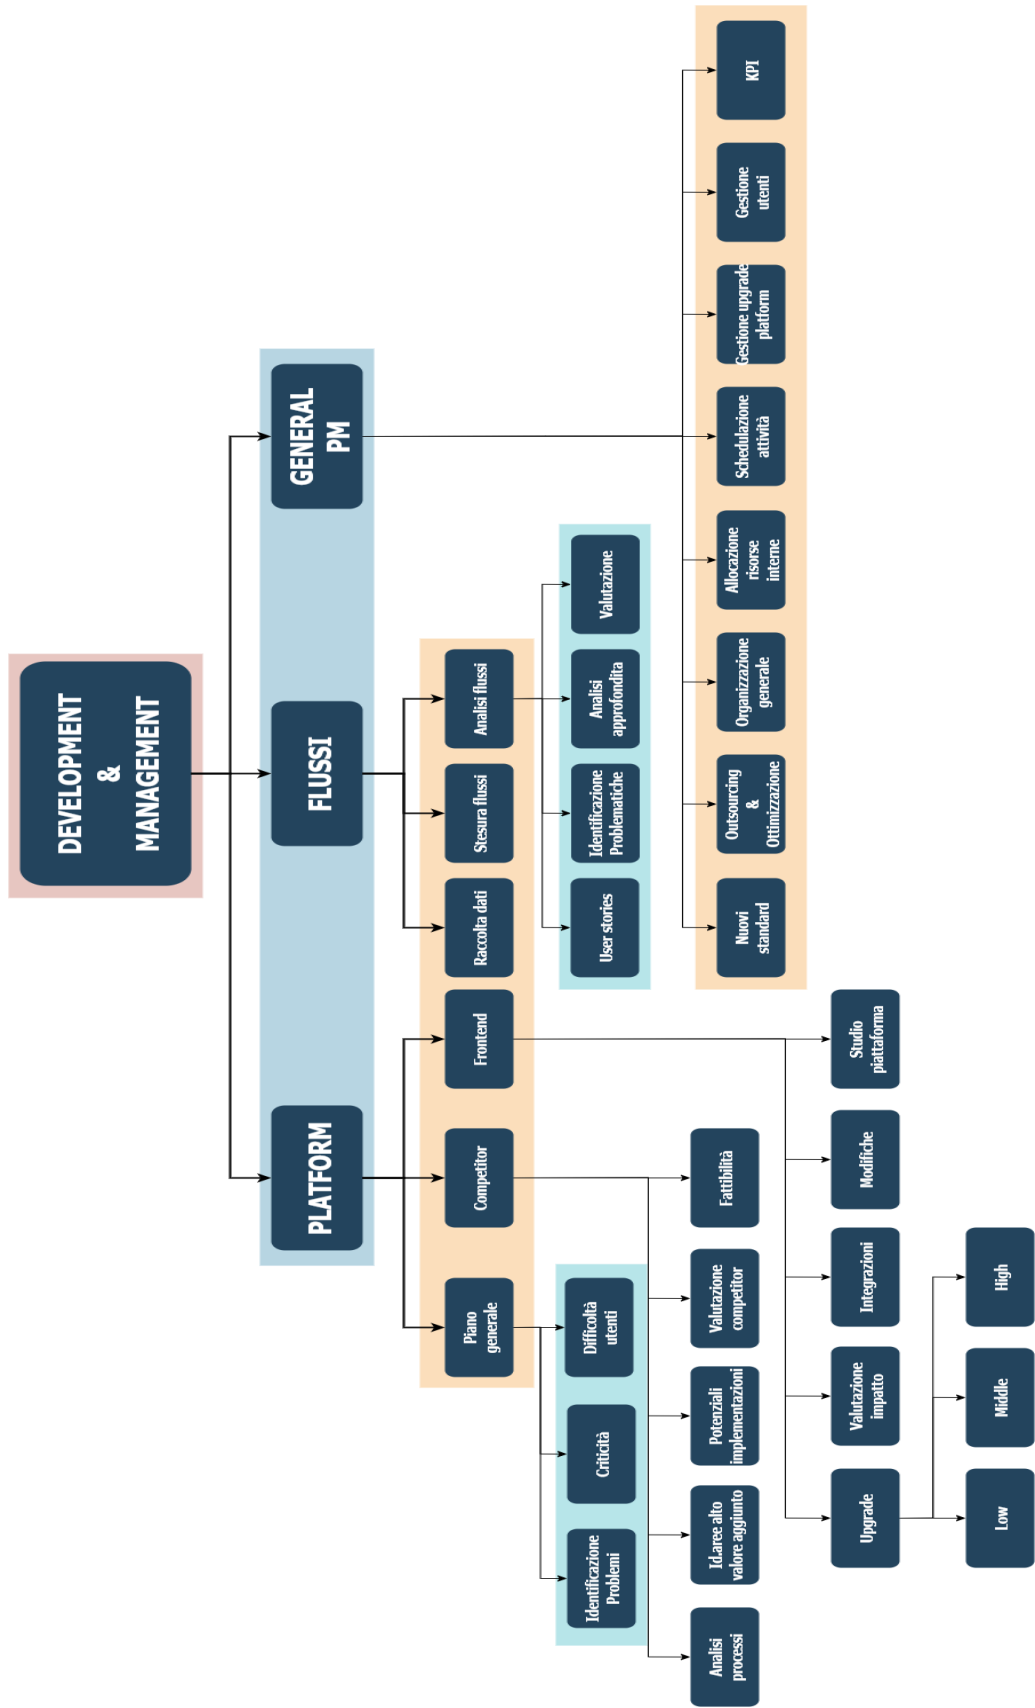 DEVELOPMENT
&
MANAGEMENT
PLATFORM
FLUSSI
GENERAL
PM
Piano
generale
Competitor
Frontend
Raccolta dati
Stesura flussi
Analisi flussi
Identificazione
Problemi
Criticità
Difficoltà
utenti
User stories
Identificazione
Problematiche
Analisi
approfondita
Valutazione
Analisi
processi
Id.aree alto
valore aggiunto
Potenziali
implementazioni
Valutazione
competitor
Fattibilità
Nuovi
standard
Outsourcing
&
Ottimizzazione
Organizzazione
generale
Allocazione
risorse
interne
Schedulazione
attività
Gestione upgrade
platform
Gestione
utenti
KPI
Upgrade
Valutazione
impatto
Integrazioni
Modifiche
Studio
piattaforma
Low
Middle
High